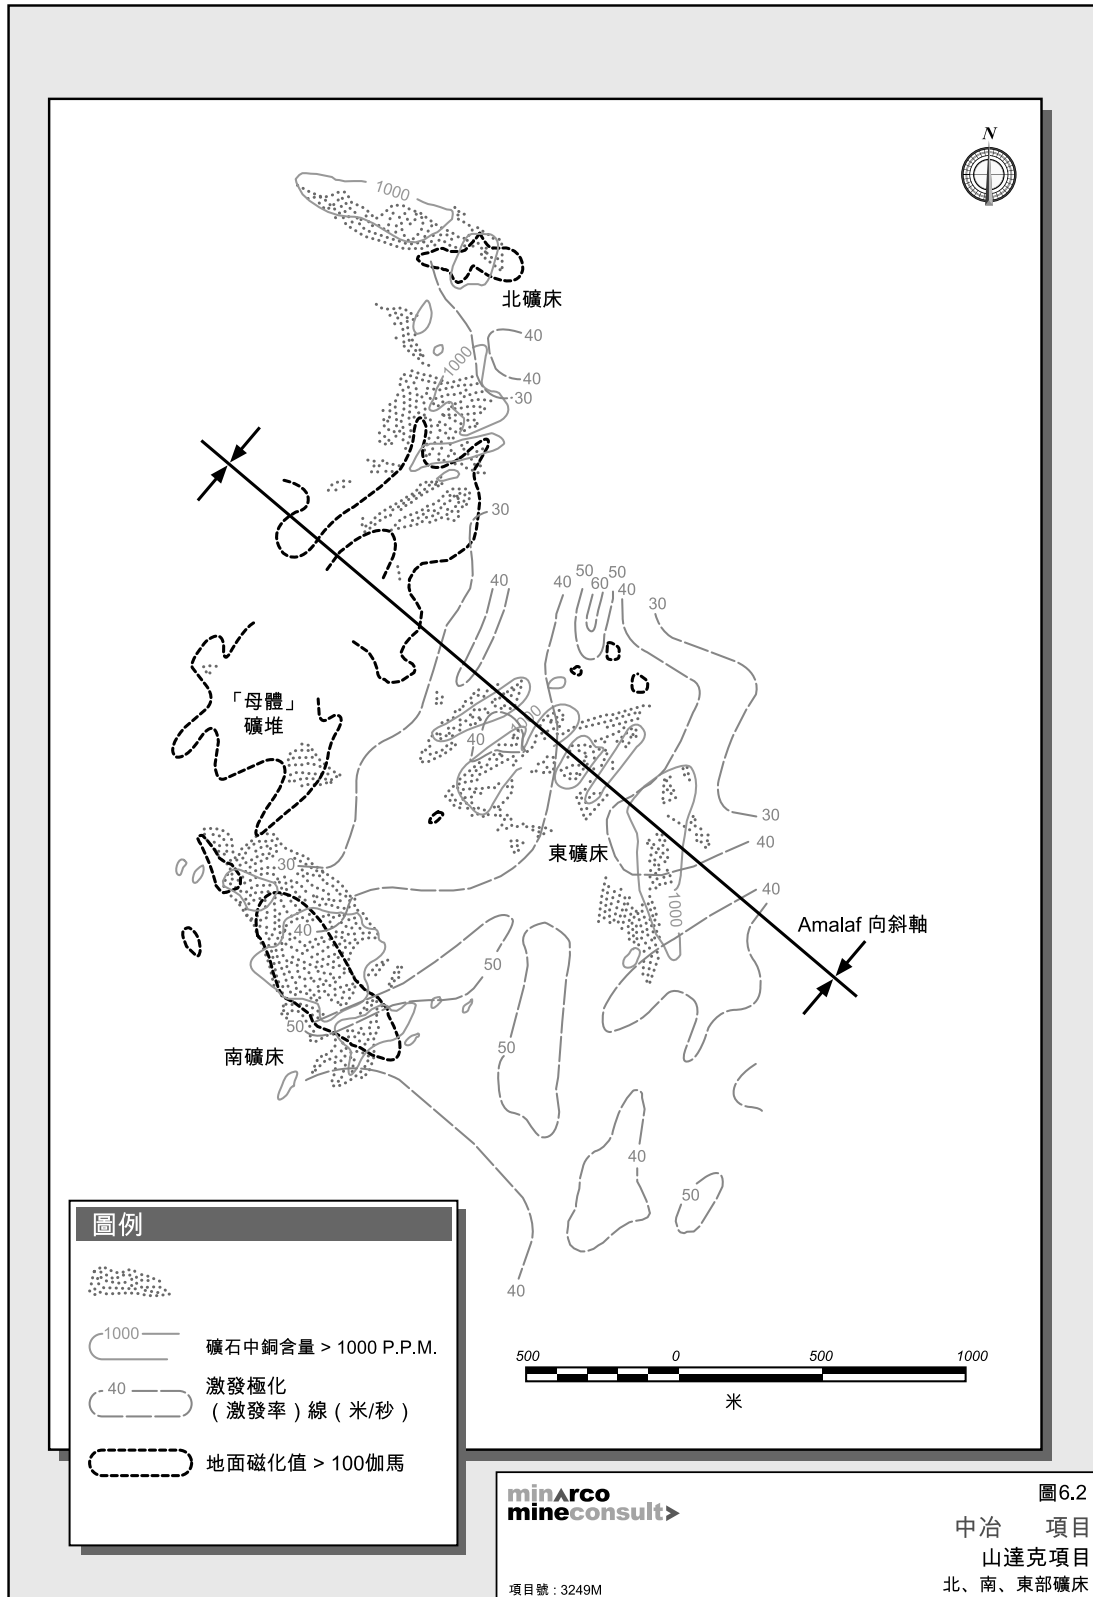 N
1000
北礦床
40
1000
40
30
30
40
40
50
60
50
40
30
「母體」
礦堆
1000
40
30
40
東礦床
30
40
40
1000
Amalaf 向斜軸
50
50
50
南礦床
40
50
40
圖例
1000
礦石中銅含量 > 1000 P.P.M.
40
激發極化
（激發率）線（米/秒）
地面磁化值 > 100伽馬
500 0 500 1000
米
minarco
mineconsult
圖6.2
中冶 項目
山達克項目
項目號 : 3249M
北、南、東部礦床